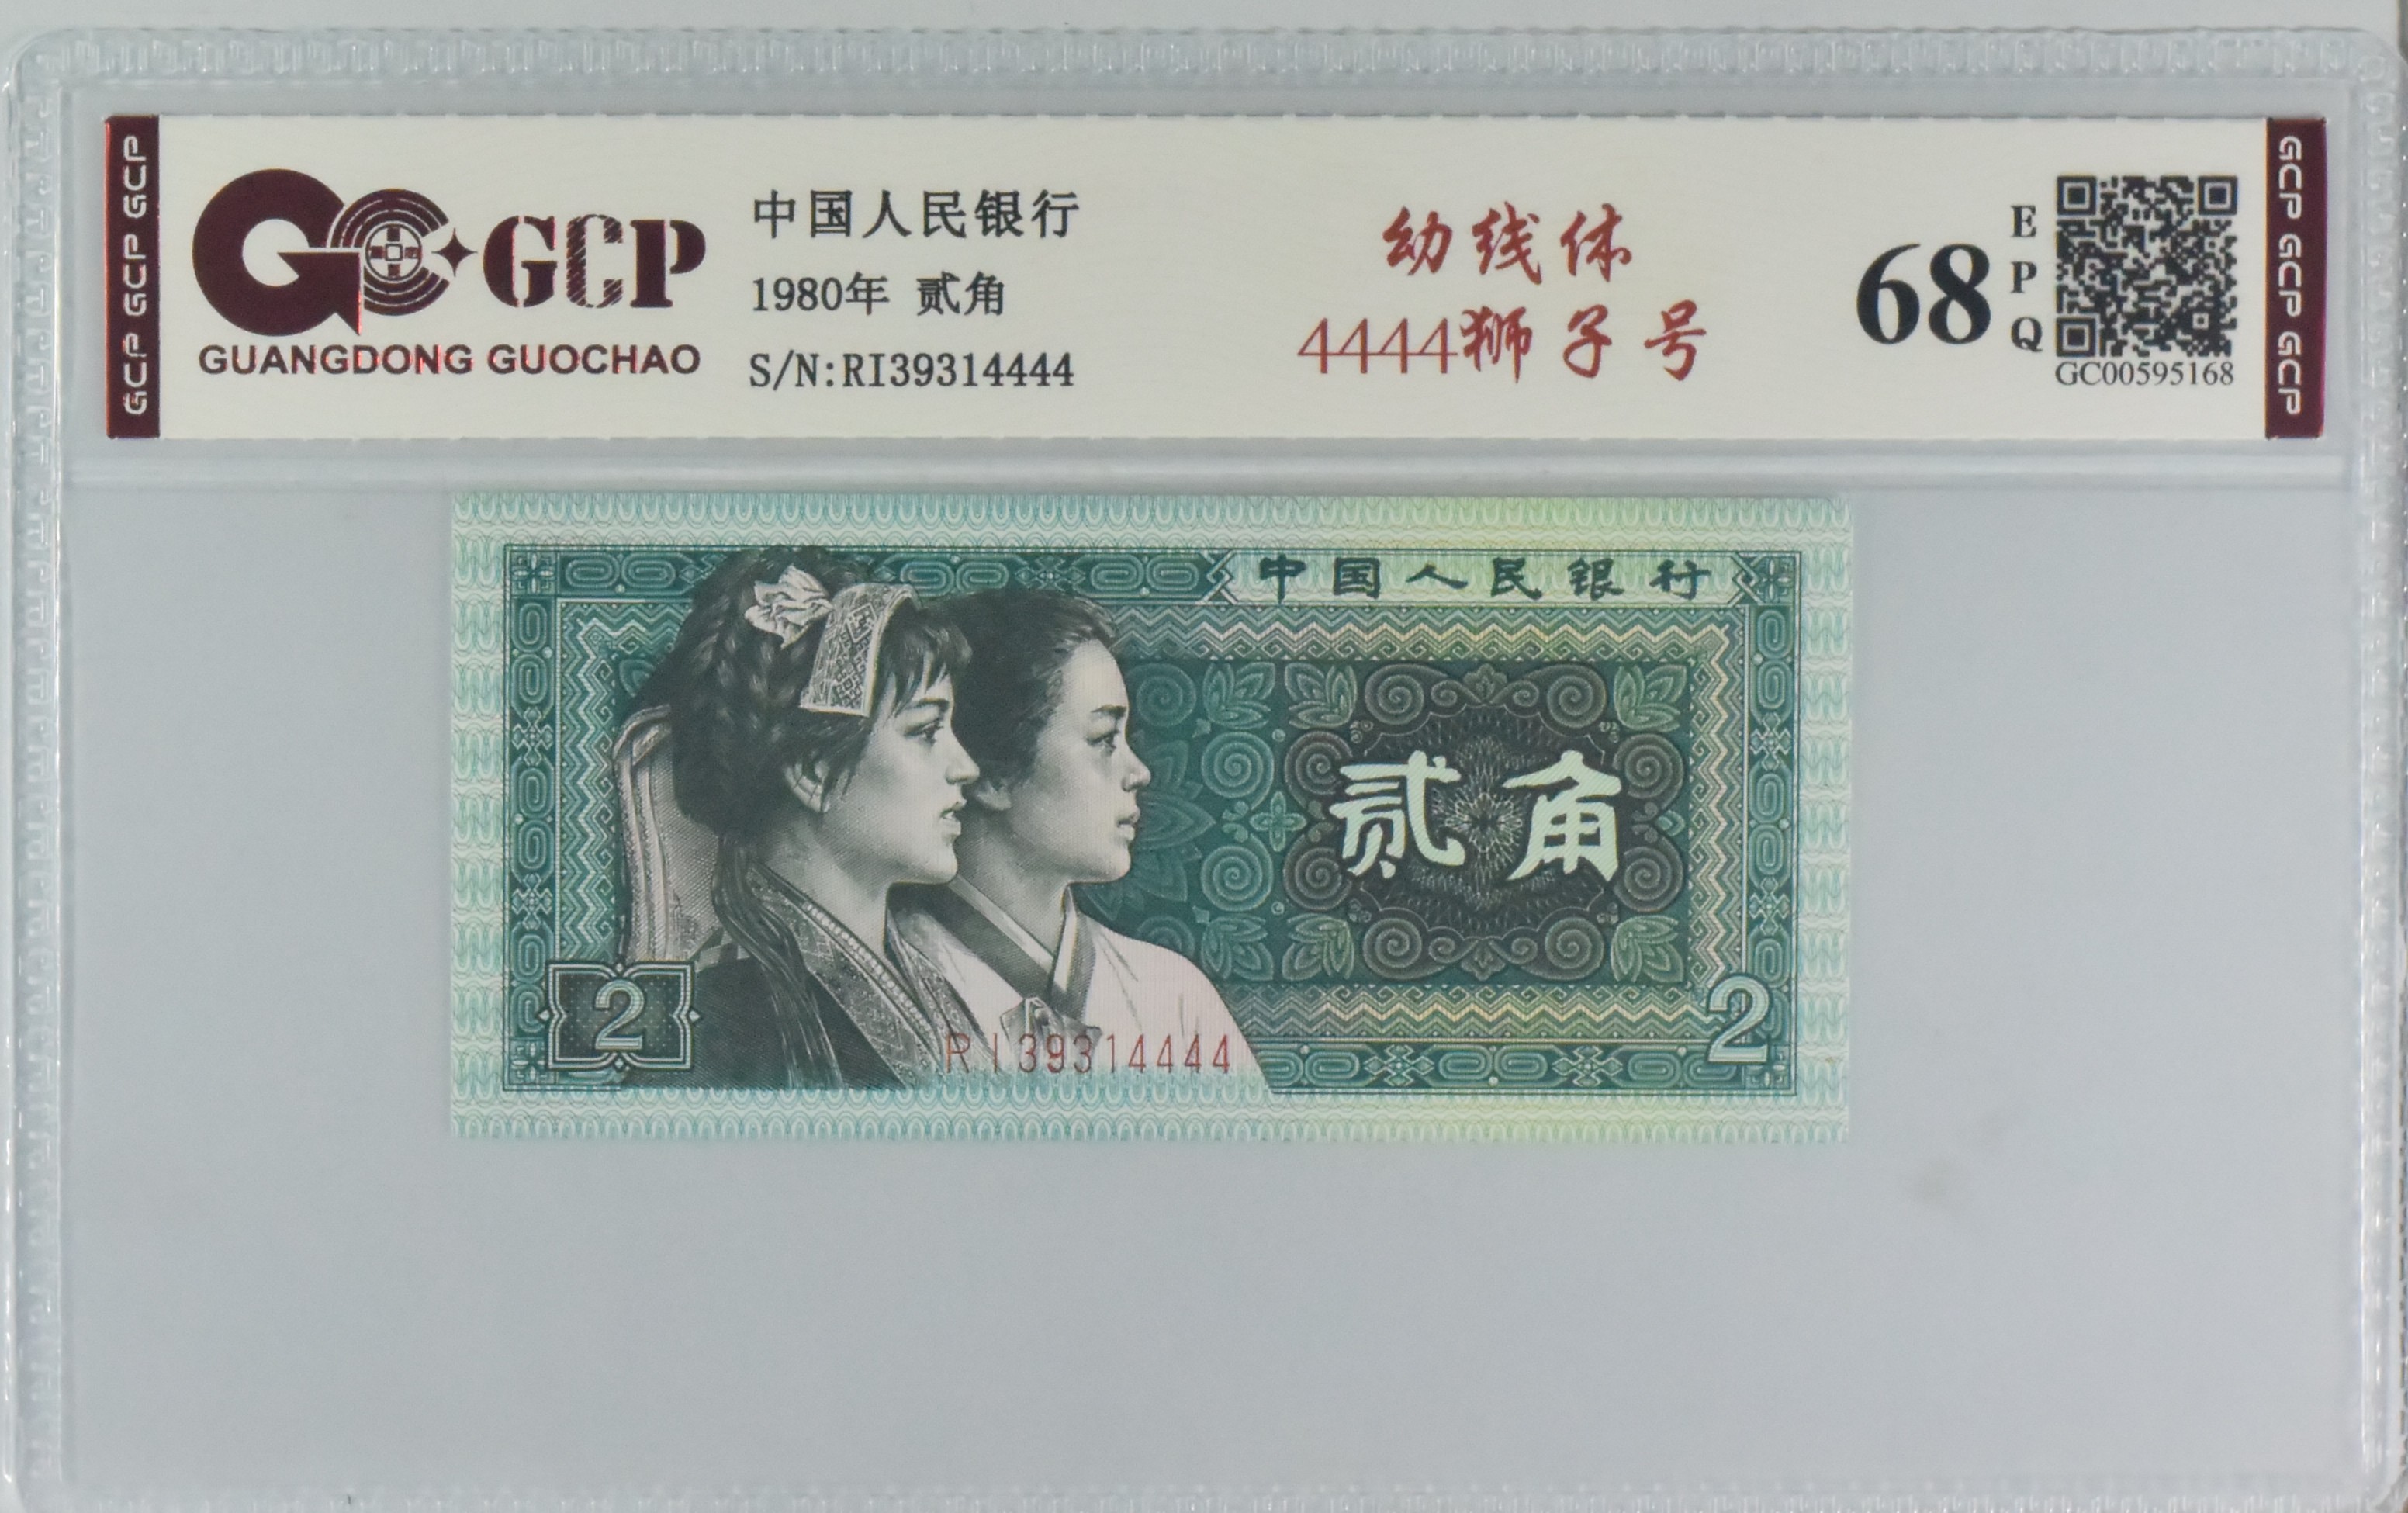 GCP GCP GCP
GCP
GUANGDONG GUOCHAO
中国人民银行
1980年 贰角
S/N:RI39314444
幼线体
4444狮子号
68
EPQ
GC00595168
GCP GCP GCP
中国人民银行
贰角
2
RI39314444
2